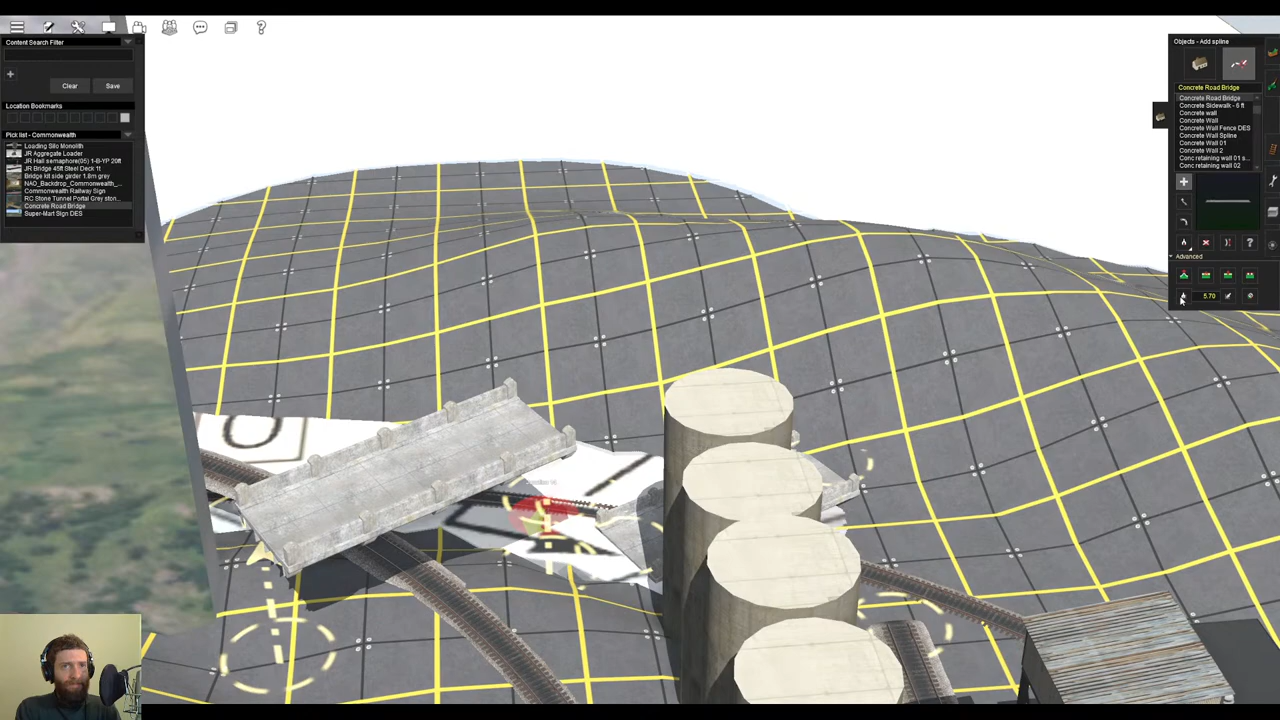 Content Search Filter
Clear
Save
Location Bookmarks
Pick list - Commonwealth
Loading Silo Monolith
JR Aggregate Loader
JR Hall semaphore(05) 1-B-YP 20ft
JR Bridge 45ft Steel Deck 1t
Bridge kit side girder 1.8m grey
NAO_Backdrop_Commonwealth_...
Commonwealth Railway Sign
RC Stone Tunnel Portal Grey ston...
Concrete Road Bridge
Super-Mart Sign DES
Objects - Add spline
Concrete Road Bridge
Concrete Road Bridge
Concrete Sidewalk - 6 ft
Concrete wall
Concrete Wall
Concrete Wall Fence DES
Concrete Wall Spline
Concrete Wall 01
Concrete Wall 2
Conc retaining wall 01 s...
Conc retaining wall 02
Advanced
5.70